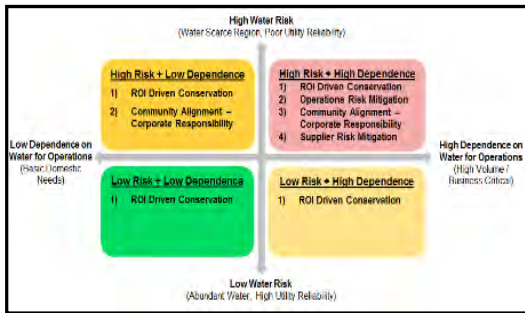 High Water Risk
(Water Scarce Region, Poor Utility Reliability)
High Risk + Low Dependence
1) ROI Driven Conservation
2) Community Alignment –
Corporate Responsibility
High Risk + High Dependence
1) ROI Driven Conservation
2) Operations Risk Mitigation
3) Community Alignment –
Corporate Responsibility
4) Supplier Risk Mitigation
Low Dependence on
Water for Operations
(Basic Domestic
Needs)
High Dependence on
Water for Operations
(High Volume /
Business Critical)
Low Risk + Low Dependence
1) ROI Driven Conservation
Low Risk + High Dependence
1) ROI Driven Conservation
Low Water Risk
(Abundant Water, High Utility Reliability)